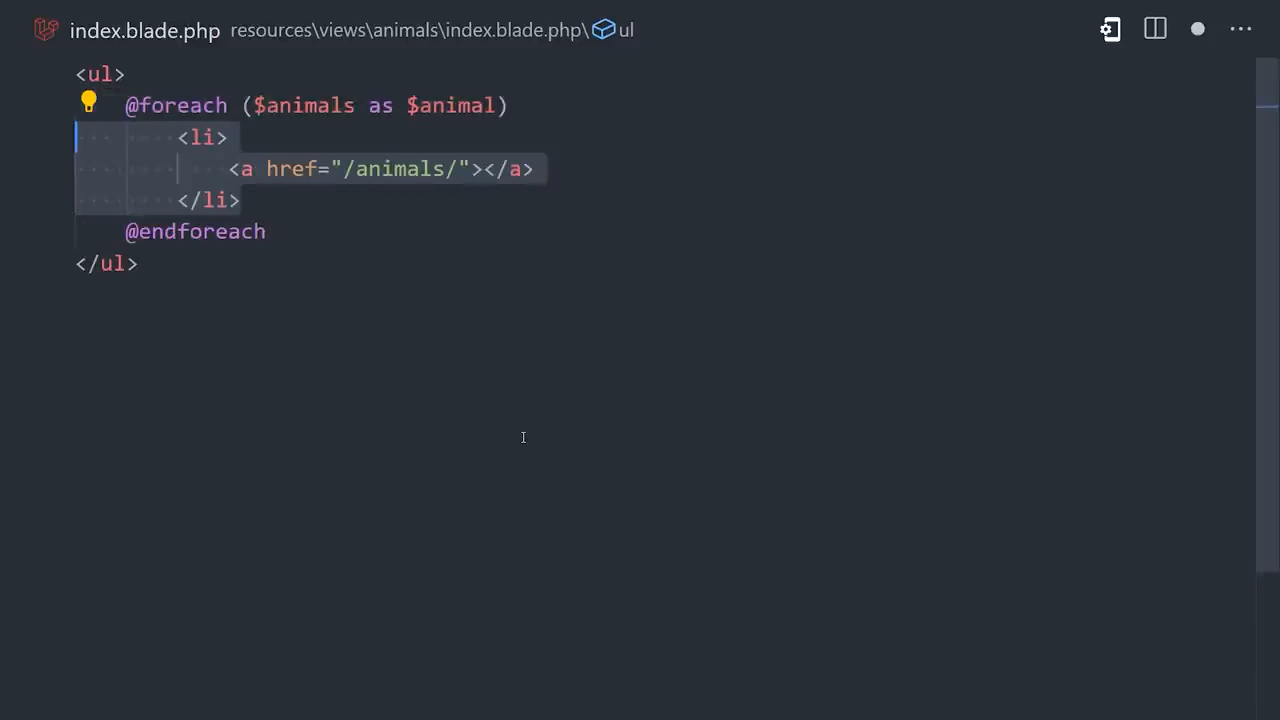 index.blade.php resources\views\animals\index.blade.php\ul
<ul>
@foreach ($animals as $animal)
<li>
<a href="/animals/"></a>
</li>
@endforeach
</ul>